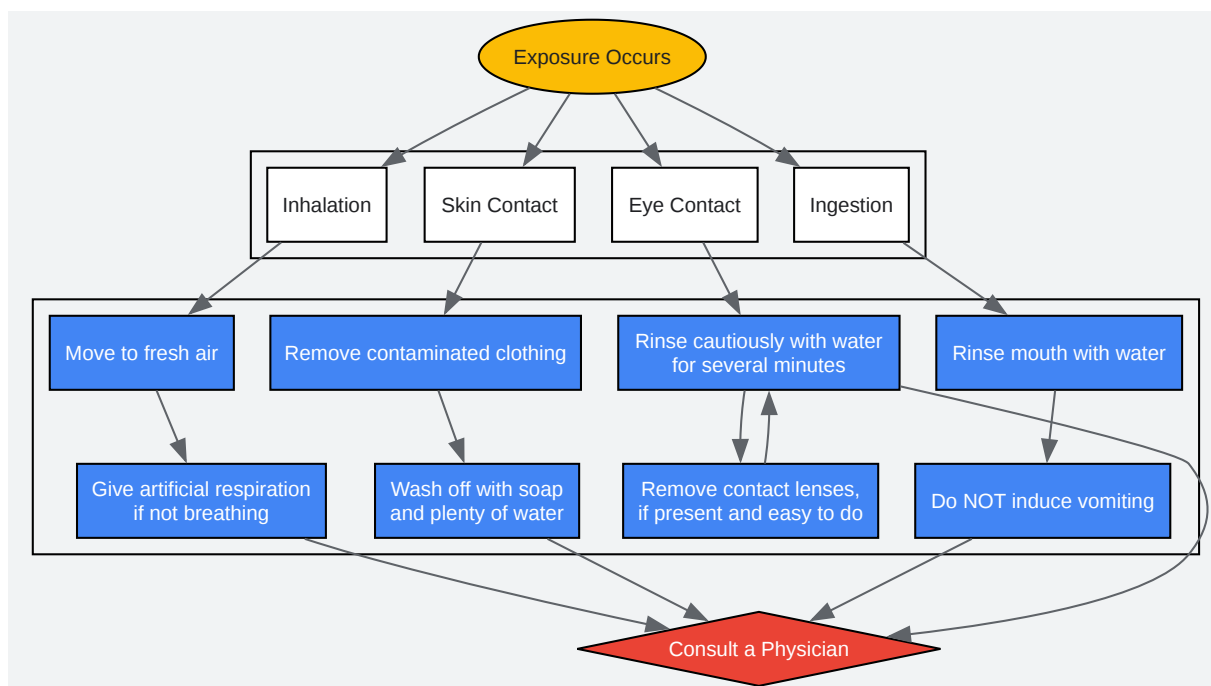 Exposure Occurs
Inhalation
Skin Contact
Eye Contact
Ingestion
Move to fresh air
Remove contaminated clothing
Rinse cautiously with water
for several minutes
Rinse mouth with water
Give artificial respiration
if not breathing
Wash off with soap
and plenty of water
Remove contact lenses,
if present and easy to do
Do NOT induce vomiting
Consult a Physician